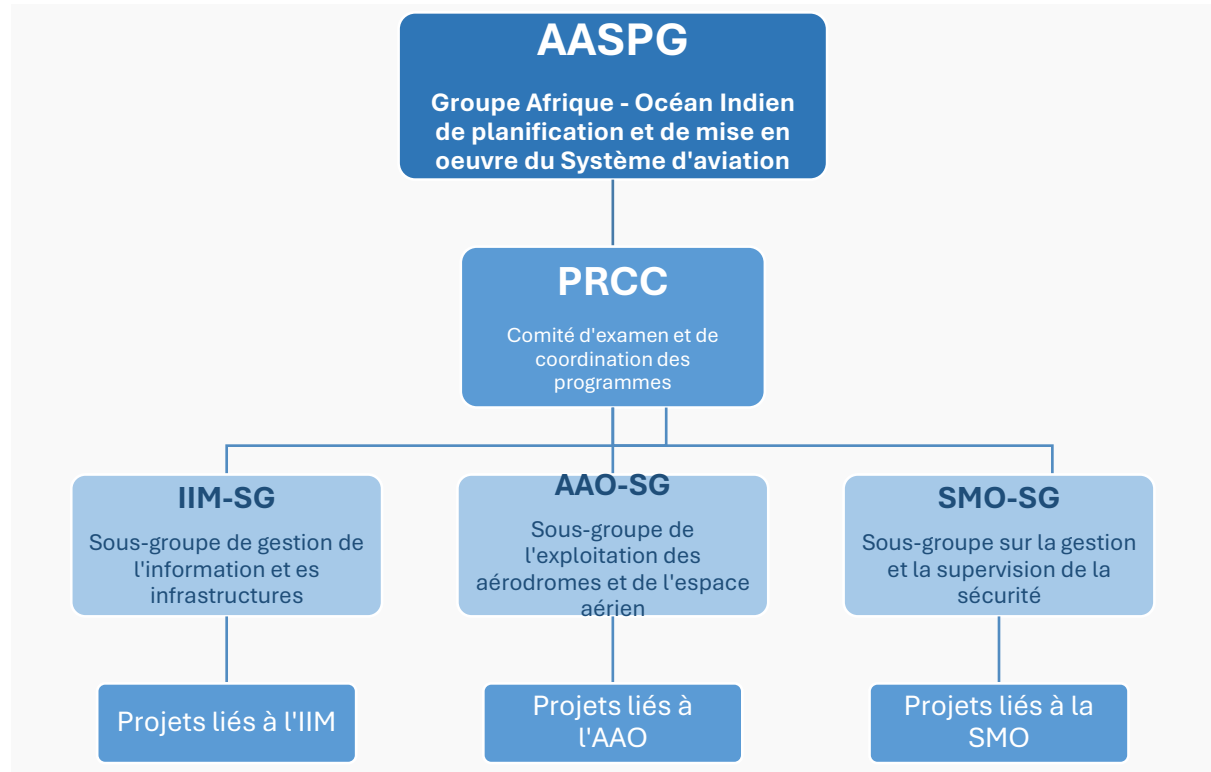 AASPG
Groupe Afrique - Océan Indien
de planification et de mise en
oeuvre du Système d'aviation
PRCC
Comité d'examen et de
coordination des
programmes
IIM-SG
Sous-groupe de gestion de
l'information et es
infrastructures
AAO-SG
Sous-groupe de
l'exploitation des
aérodromes et de l'espace
aérien
SMO-SG
Sous-groupe sur la gestion
et la supervision de la
sécurité
Projets liés à l'IIM
Projets liés à
l'AAO
Projets liés à la
SMO